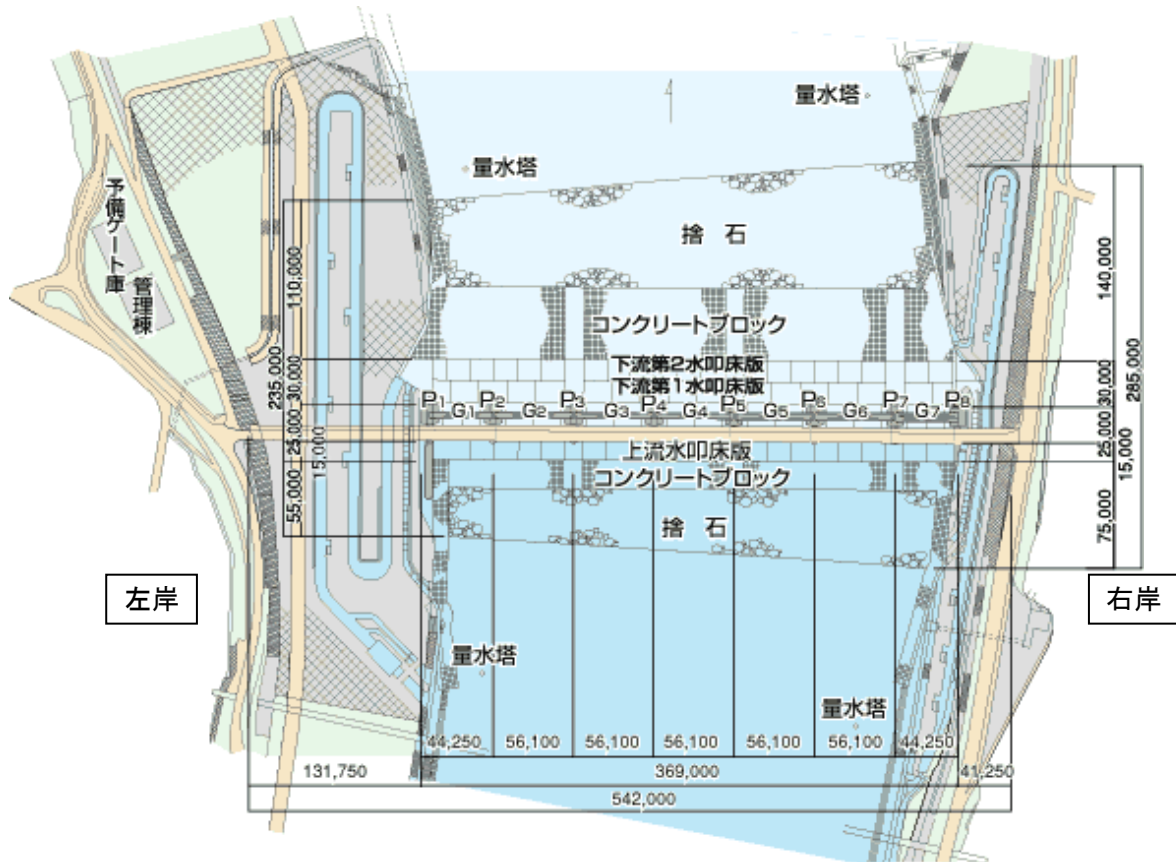 量水塔
量水塔
予備ゲート庫
管理棟
捨 石
110,000
140,000
コンクリートブロック
下流第2水叩床版
下流第1水叩床版
235,000
30,000
30,000
285,000
P1 P2 P3 P4 P5 P6 P7 P8
G1 G2 G3 G4 G5 G6 G7
25,000
25,000
15,000
15,000
上流水叩床版
コンクリートブロック
55,000
捨 石
75,000
左岸
右岸
量水塔
量水塔
44,250 56,100 56,100 56,100 56,100 56,100 44,250
131,750 369,000 41,250
542,000